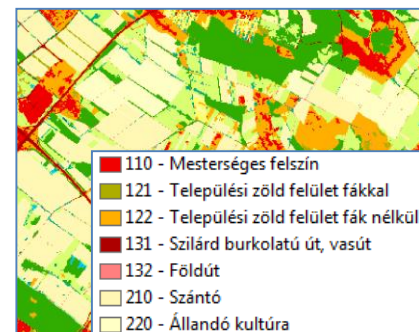 110 - Mesterséges felszín
121 - Települési zöld felület fákkal
122 - Települési zöld felület fák nélkül
131 - Szilárd burkolatú út, vasút
132 - Földút
210 - Szántó
220 - Állandó kultúra